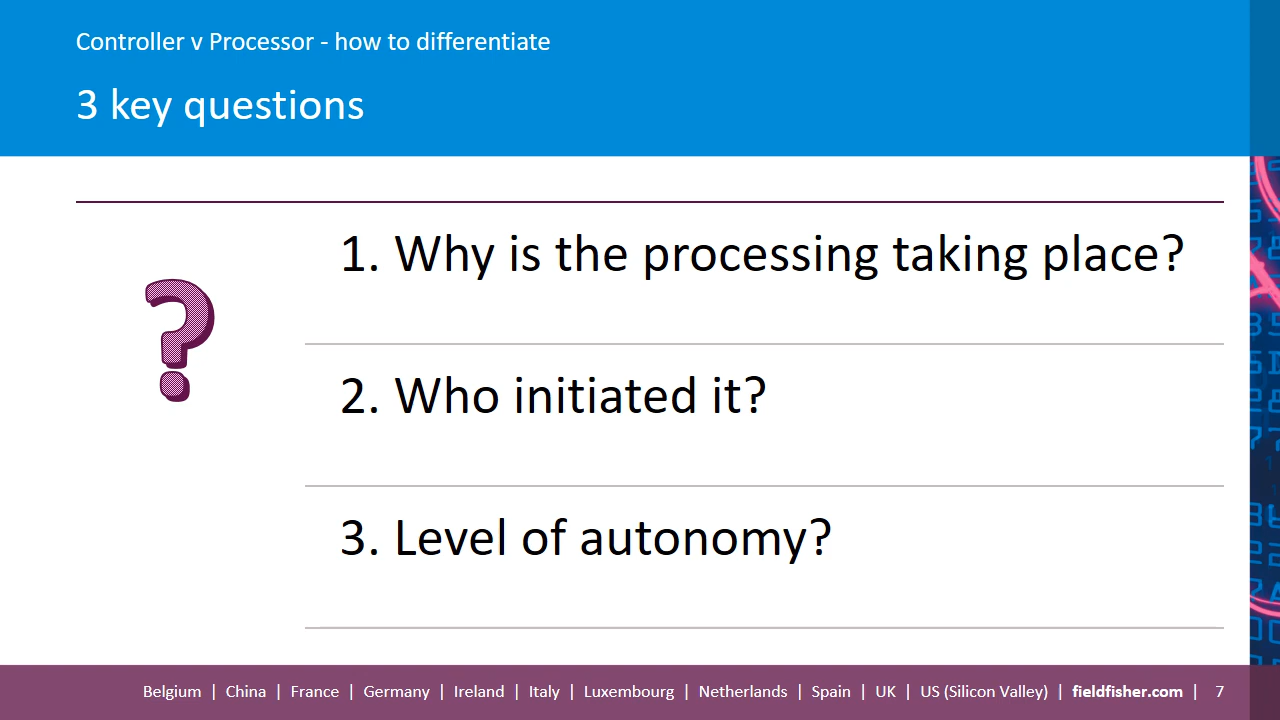 Controller v Processor - how to differentiate
3 key questions
?
1. Why is the processing taking place?
2. Who initiated it?
3. Level of autonomy?
Belgium | China | France | Germany | Ireland | Italy | Luxembourg | Netherlands | Spain | UK | US (Silicon Valley) | fieldfisher.com | 7